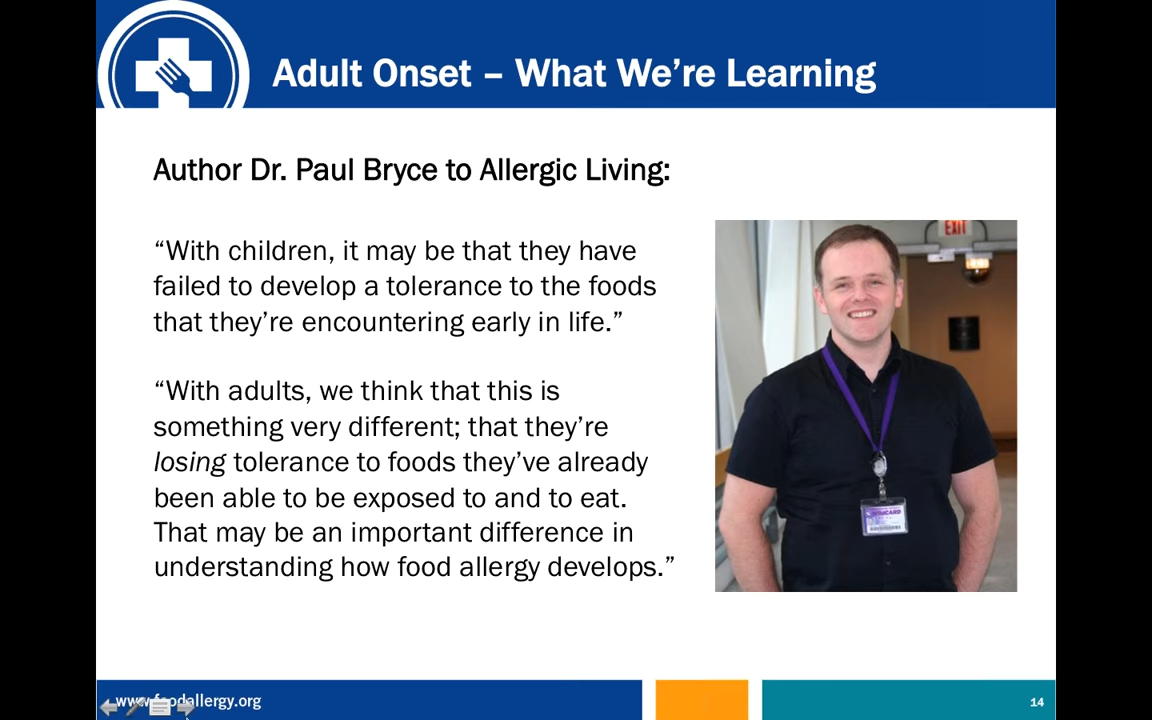 Adult Onset – What We're Learning
Author Dr. Paul Bryce to Allergic Living:
“With children, it may be that they have
failed to develop a tolerance to the foods
that they’re encountering early in life.”
“With adults, we think that this is
something very different; that they’re
losing tolerance to foods they’ve already
been able to be exposed to and to eat.
That may be an important difference in
understanding how food allergy develops.”
EXIT
www.foodallergy.org
14